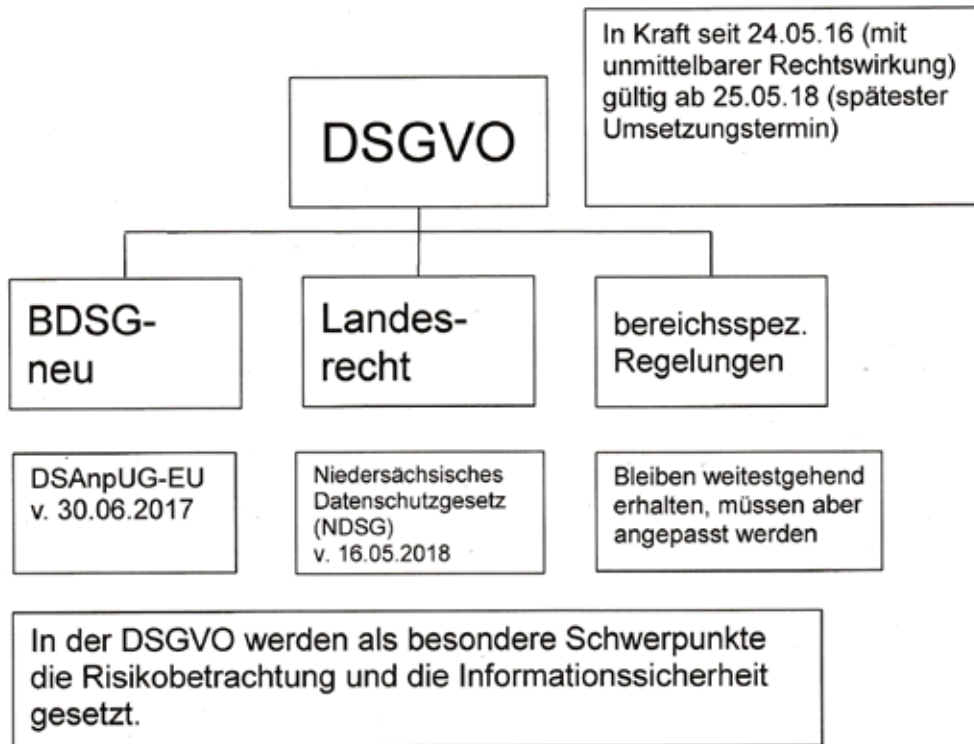 In Kraft seit 24.05.16 (mit
unmittelbarer Rechtswirkung)
gültig ab 25.05.18 (spätester
Umsetzungstermin)
DSGVO
BDSG-
neu
Landes-
recht
bereichsspez.
Regelungen
DSAnpUG-EU
v. 30.06.2017
Niedersächsisches
Datenschutzgesetz
(NDSG)
v. 16.05.2018
Bleiben weitestgehend
erhalten, müssen aber
angepasst werden
In der DSGVO werden als besondere Schwerpunkte
die Risikobetrachtung und die Informationssicherheit
gesetzt.